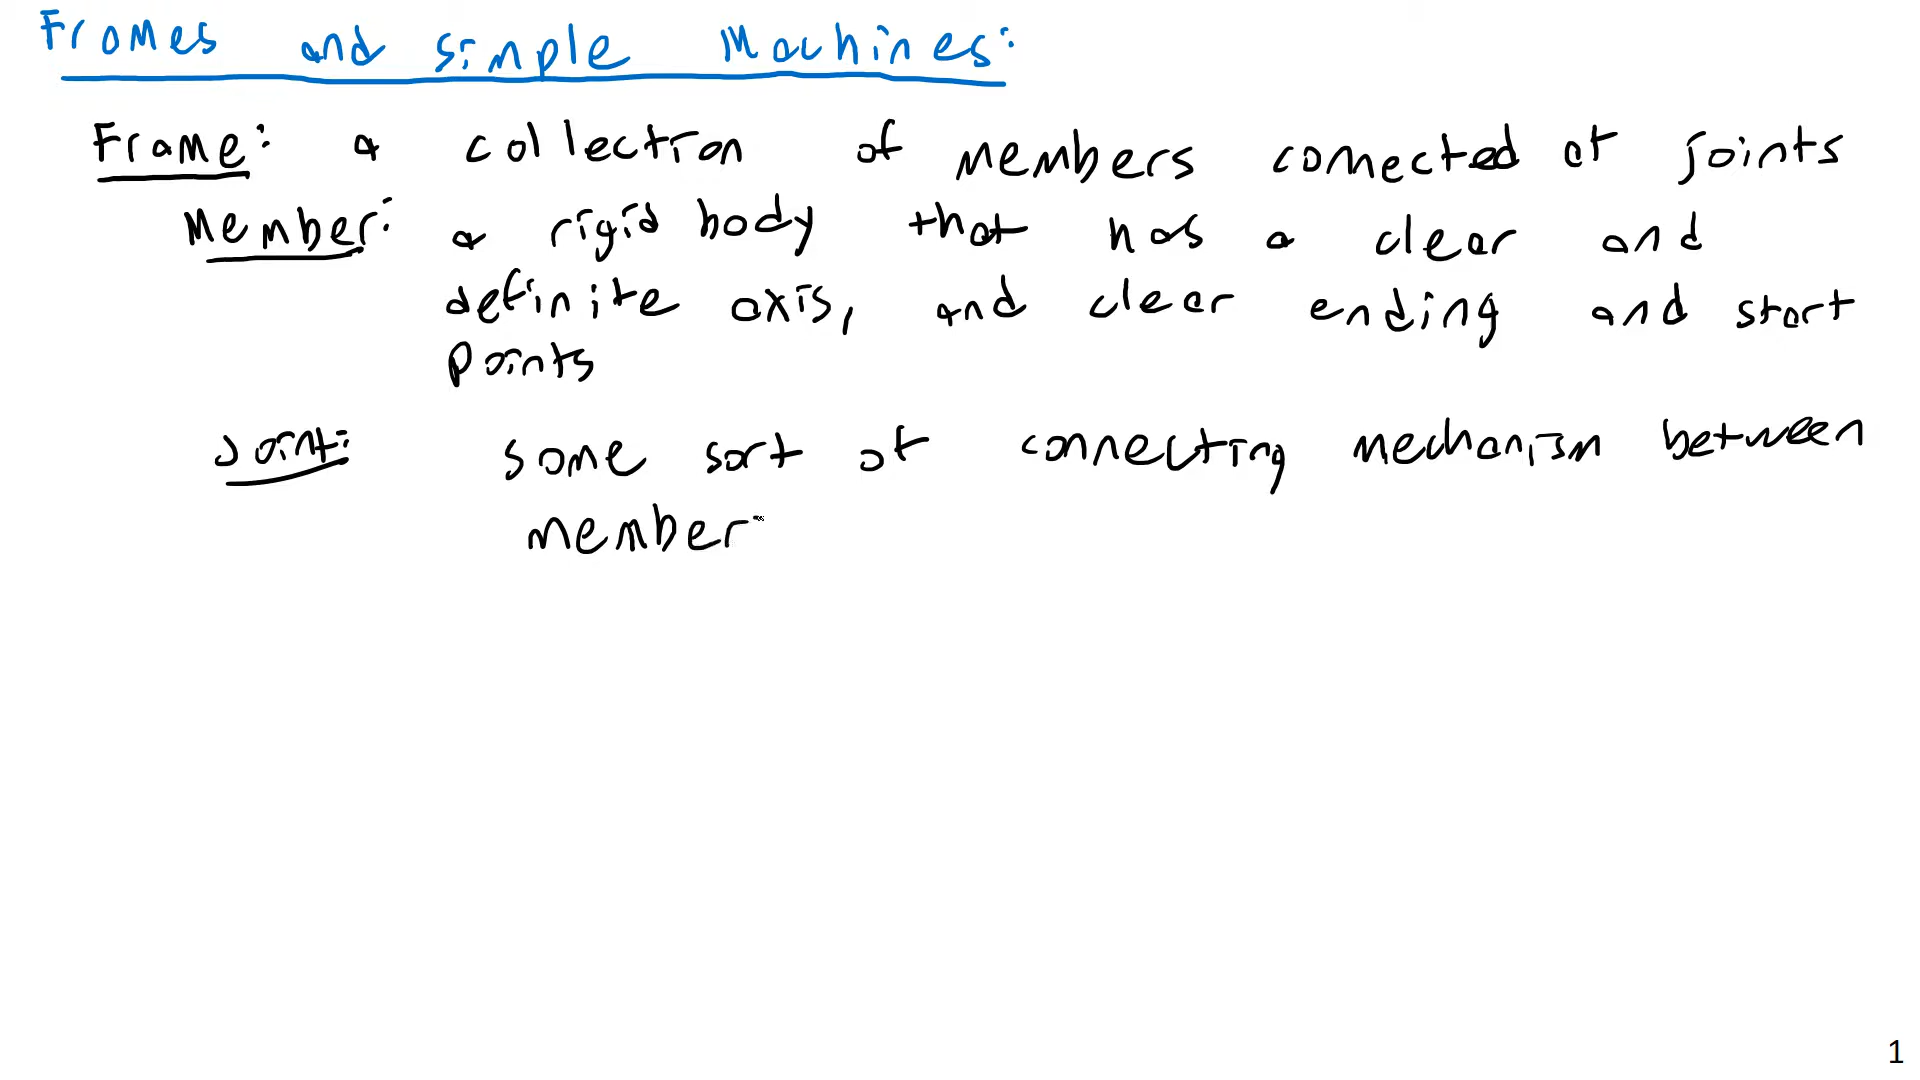 Frames and simple Machines:
Frame: a collection of members connected at joints
Member: a rigid body that has a clear and
definite axis, and clear ending and start
points
Joint: some sort of connecting mechanism between
member
1